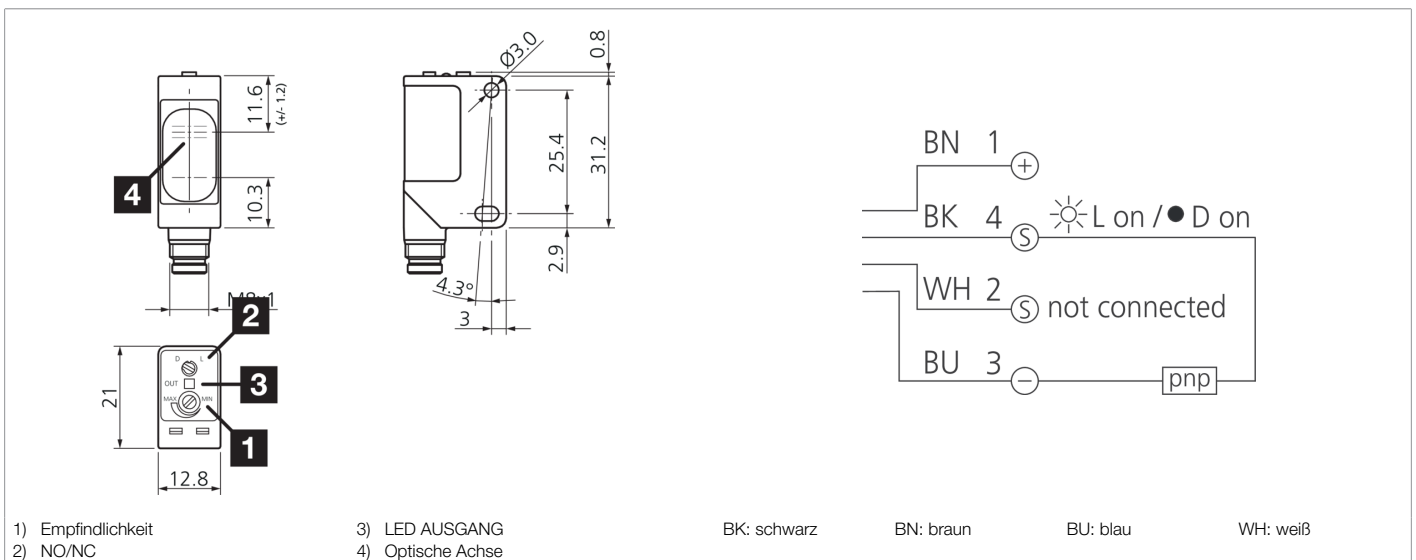 11.6
(+/- 1.2)
10.3
4
Ø3.0
0.8
25.4
31.2
2.9
4.3°
3
M8x1
2
D L
OUT
3
MAX MIN
1
21
12.8
BN 1 +
BK 4 S L on / D on
WH 2 S not connected
BU 3 −
pnp
1) Empfindlichkeit
2) NO/NC
3) LED AUSGANG
4) Optische Achse
BK: schwarz BN: braun BU: blau WH: weiß